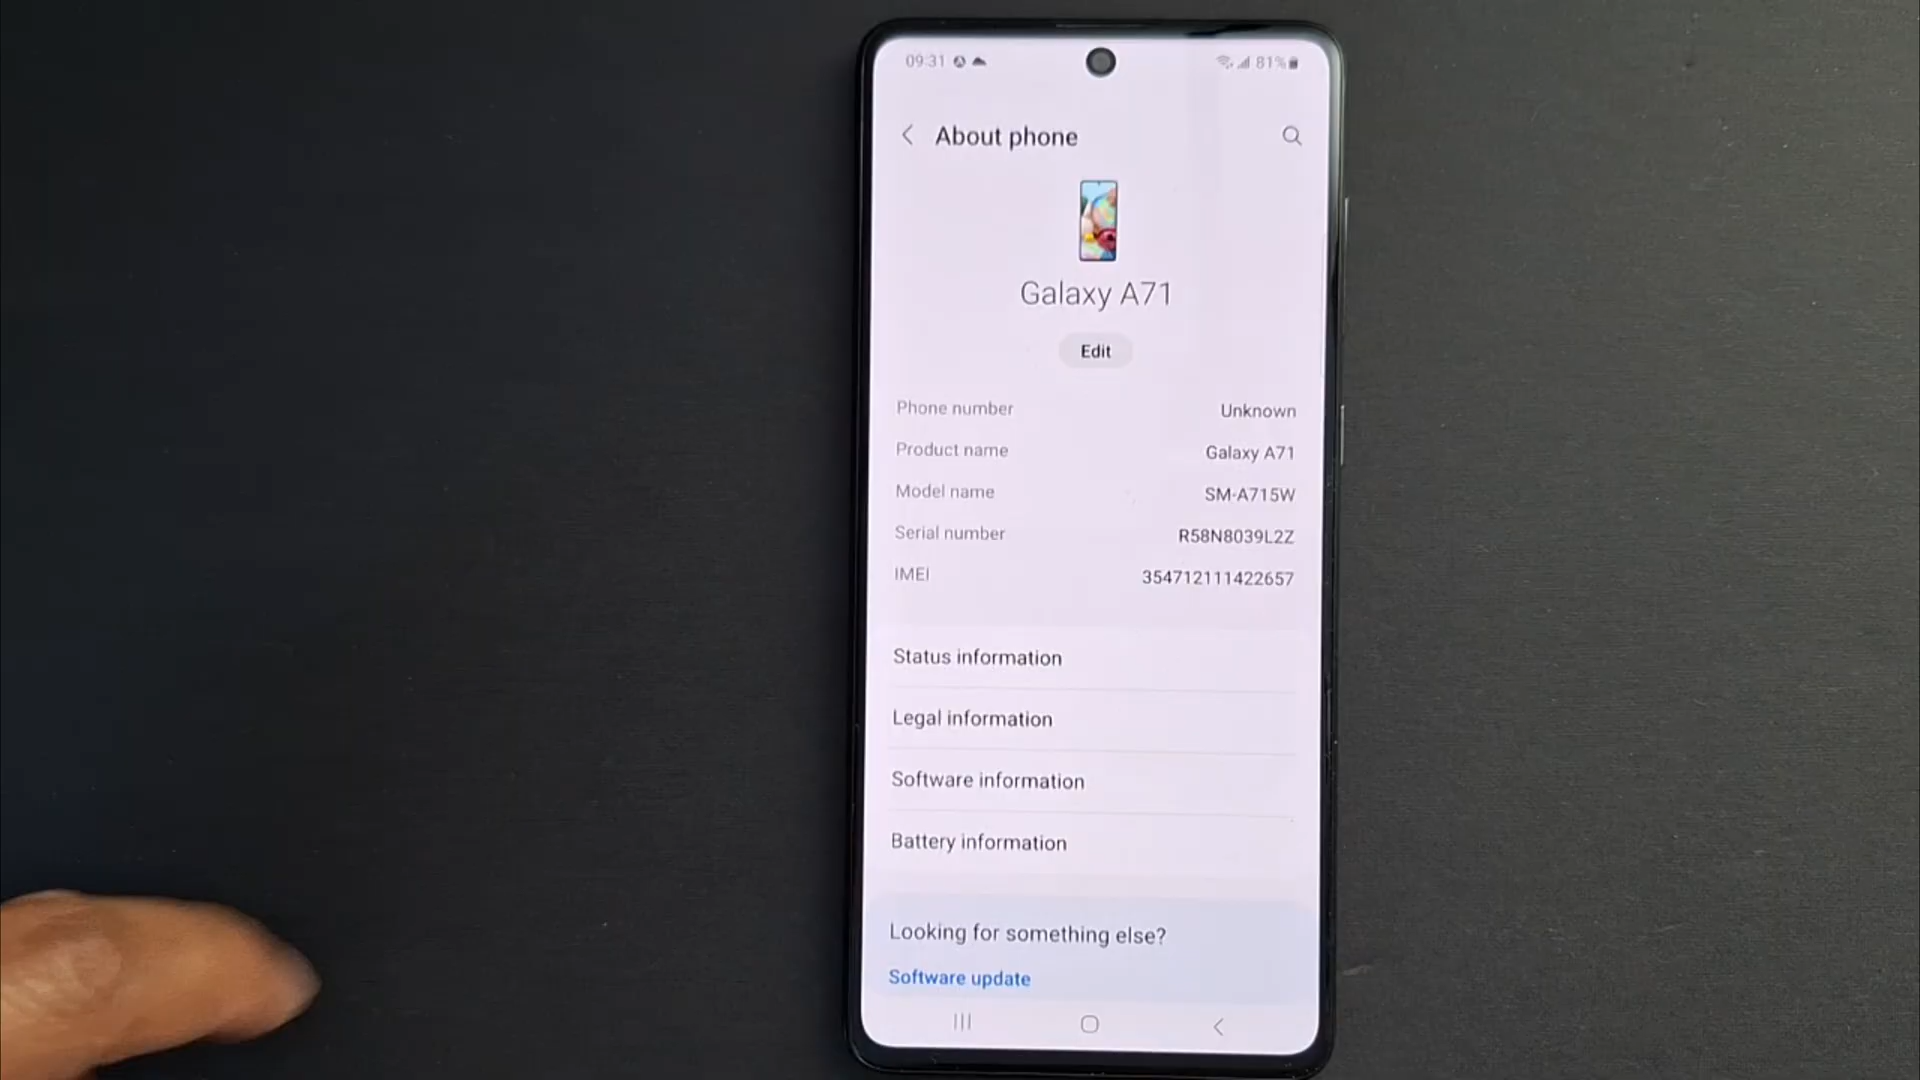 09:31 81%
About phone
Galaxy A71
Edit
Phone number Unknown
Product name Galaxy A71
Model name SM-A715W
Serial number R58N8039L2Z
IMEI 354712111422657
Status information
Legal information
Software information
Battery information
Looking for something else?
Software update